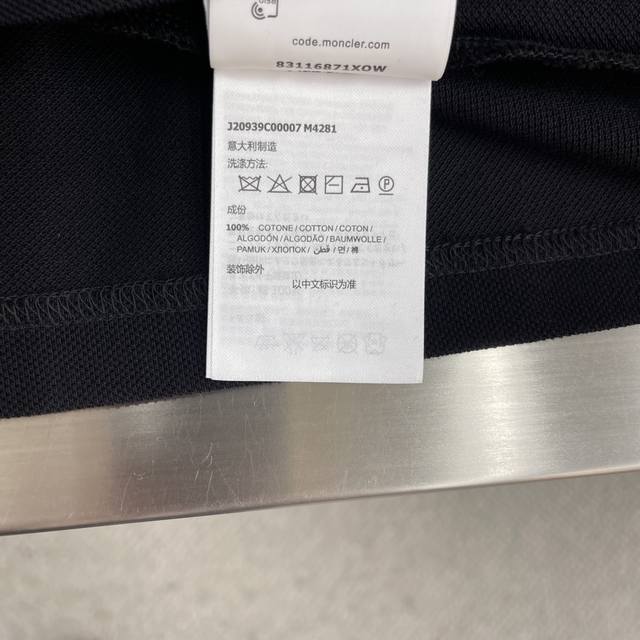 code.moncler.com
83116871XOW
J20939C00007 M4281
意大利制造
洗涤方法:
成份
100% COTONE / COTTON / COTON /
ALGODÓN / ALGODÃO / BAUMWOLLE /
PAMUK / ХЛОПОК / قطن / 면 / 棉
装饰除外
以中文标识为准